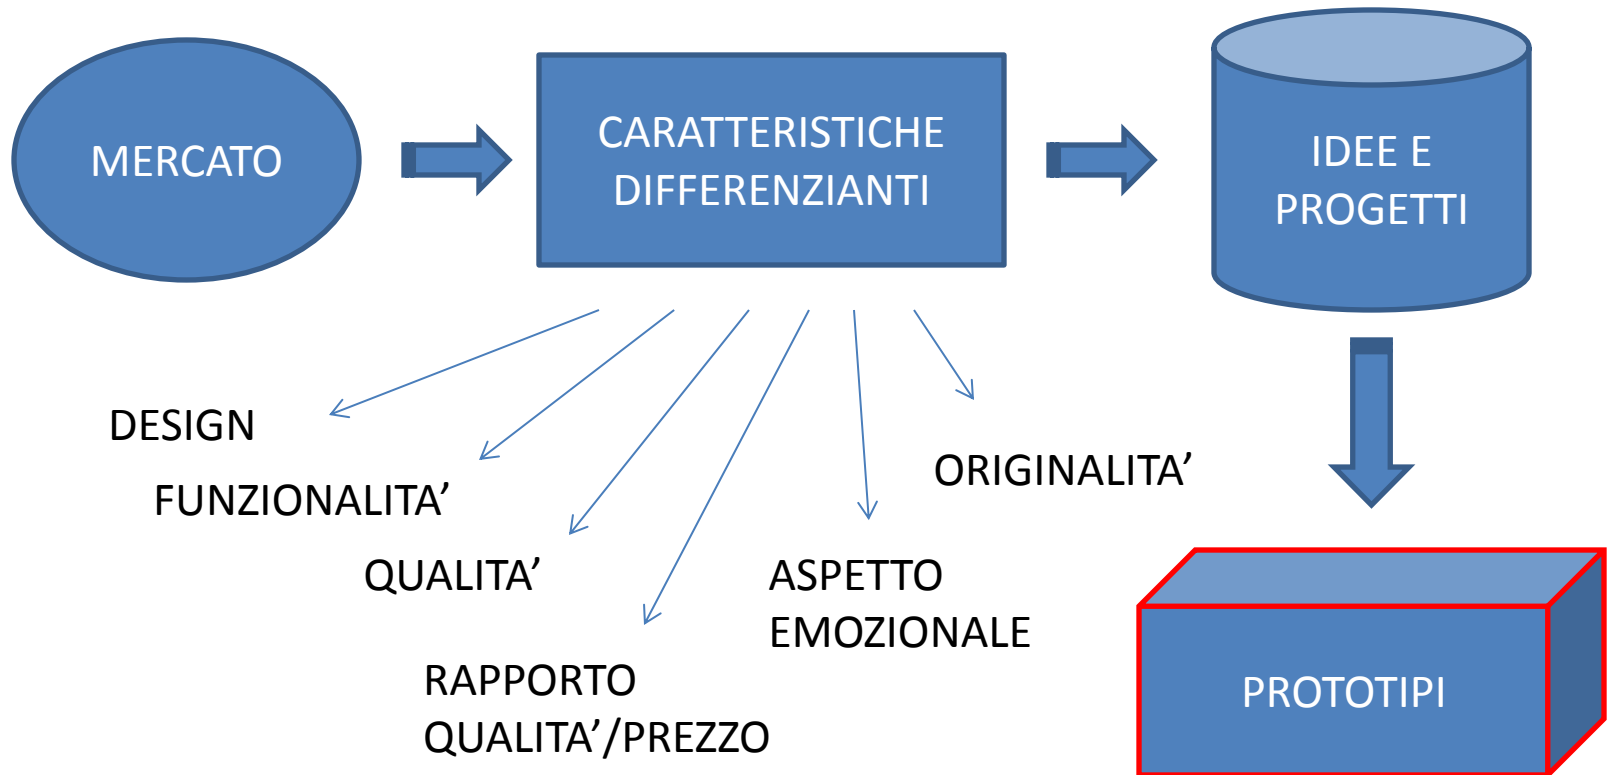 MERCATO
CARATTERISTICHE
DIFFERENZIANTI
IDEE E
PROGETTI
DESIGN
FUNZIONALITA’
QUALITA’
RAPPORTO
QUALITA’/PREZZO
ASPETTO
EMOZIONALE
ORIGINALITA’
PROTOTIPI